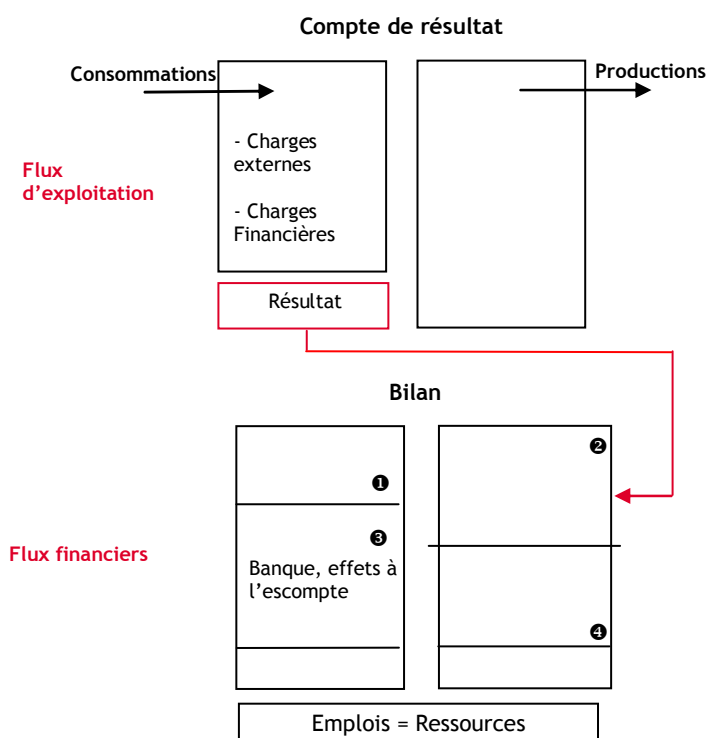 Compte de résultat
Consommations
Productions
- Charges
externes
Flux
d’exploitation
- Charges
Financières
Résultat
Bilan
❷
❶
❸
Flux financiers
Banque, effets à
l’escompte
❹
Emplois = Ressources